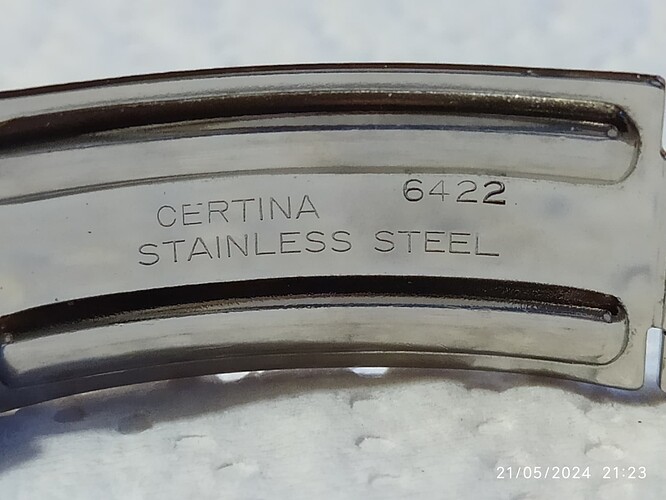 6422
CERTINA
STAINLESS STEEL
21/05/2024 21:23